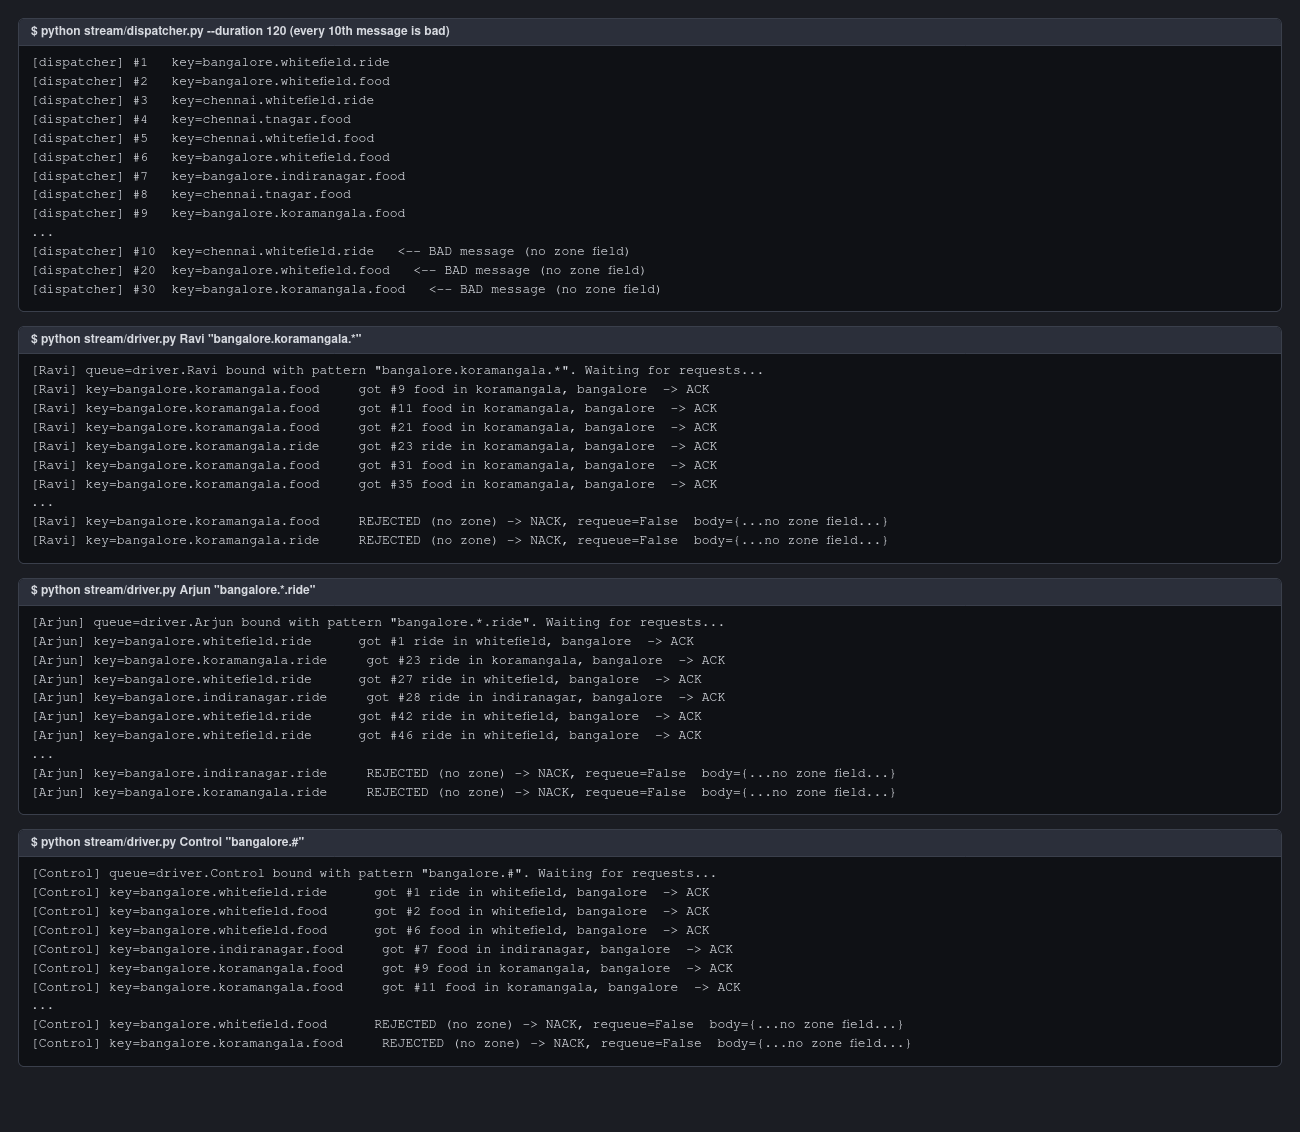 $ python stream/dispatcher.py --duration 120 (every 10th message is bad)
[dispatcher] #1 key=bangalore.whitefield.ride
[dispatcher] #2 key=bangalore.whitefield.food
[dispatcher] #3 key=chennai.whitefield.ride
[dispatcher] #4 key=chennai.tnagar.food
[dispatcher] #5 key=chennai.whitefield.food
[dispatcher] #6 key=bangalore.whitefield.food
[dispatcher] #7 key=bangalore.indiranagar.food
[dispatcher] #8 key=chennai.tnagar.food
[dispatcher] #9 key=bangalore.koramangala.food
...
[dispatcher] #10 key=chennai.whitefield.ride <-- BAD message (no zone field)
[dispatcher] #20 key=bangalore.whitefield.food <-- BAD message (no zone field)
[dispatcher] #30 key=bangalore.koramangala.food <-- BAD message (no zone field)
$ python stream/driver.py Ravi "bangalore.koramangala.*"
[Ravi] queue=driver.Ravi bound with pattern "bangalore.koramangala.*". Waiting for requests...
[Ravi] key=bangalore.koramangala.food got #9 food in koramangala, bangalore -> ACK
[Ravi] key=bangalore.koramangala.food got #11 food in koramangala, bangalore -> ACK
[Ravi] key=bangalore.koramangala.food got #21 food in koramangala, bangalore -> ACK
[Ravi] key=bangalore.koramangala.ride got #23 ride in koramangala, bangalore -> ACK
[Ravi] key=bangalore.koramangala.food got #31 food in koramangala, bangalore -> ACK
[Ravi] key=bangalore.koramangala.food got #35 food in koramangala, bangalore -> ACK
...
[Ravi] key=bangalore.koramangala.food REJECTED (no zone) -> NACK, requeue=False body={...no zone field...}
[Ravi] key=bangalore.koramangala.ride REJECTED (no zone) -> NACK, requeue=False body={...no zone field...}
$ python stream/driver.py Arjun "bangalore.*.ride"
[Arjun] queue=driver.Arjun bound with pattern "bangalore.*.ride". Waiting for requests...
[Arjun] key=bangalore.whitefield.ride got #1 ride in whitefield, bangalore -> ACK
[Arjun] key=bangalore.koramangala.ride got #23 ride in koramangala, bangalore -> ACK
[Arjun] key=bangalore.whitefield.ride got #27 ride in whitefield, bangalore -> ACK
[Arjun] key=bangalore.indiranagar.ride got #28 ride in indiranagar, bangalore -> ACK
[Arjun] key=bangalore.whitefield.ride got #42 ride in whitefield, bangalore -> ACK
[Arjun] key=bangalore.whitefield.ride got #46 ride in whitefield, bangalore -> ACK
...
[Arjun] key=bangalore.indiranagar.ride REJECTED (no zone) -> NACK, requeue=False body={...no zone field...}
[Arjun] key=bangalore.koramangala.ride REJECTED (no zone) -> NACK, requeue=False body={...no zone field...}
$ python stream/driver.py Control "bangalore.#"
[Control] queue=driver.Control bound with pattern "bangalore.#". Waiting for requests...
[Control] key=bangalore.whitefield.ride got #1 ride in whitefield, bangalore -> ACK
[Control] key=bangalore.whitefield.food got #2 food in whitefield, bangalore -> ACK
[Control] key=bangalore.whitefield.food got #6 food in whitefield, bangalore -> ACK
[Control] key=bangalore.indiranagar.food got #7 food in indiranagar, bangalore -> ACK
[Control] key=bangalore.koramangala.food got #9 food in koramangala, bangalore -> ACK
[Control] key=bangalore.koramangala.food got #11 food in koramangala, bangalore -> ACK
...
[Control] key=bangalore.whitefield.food REJECTED (no zone) -> NACK, requeue=False body={...no zone field...}
[Control] key=bangalore.koramangala.food REJECTED (no zone) -> NACK, requeue=False body={...no zone field...}